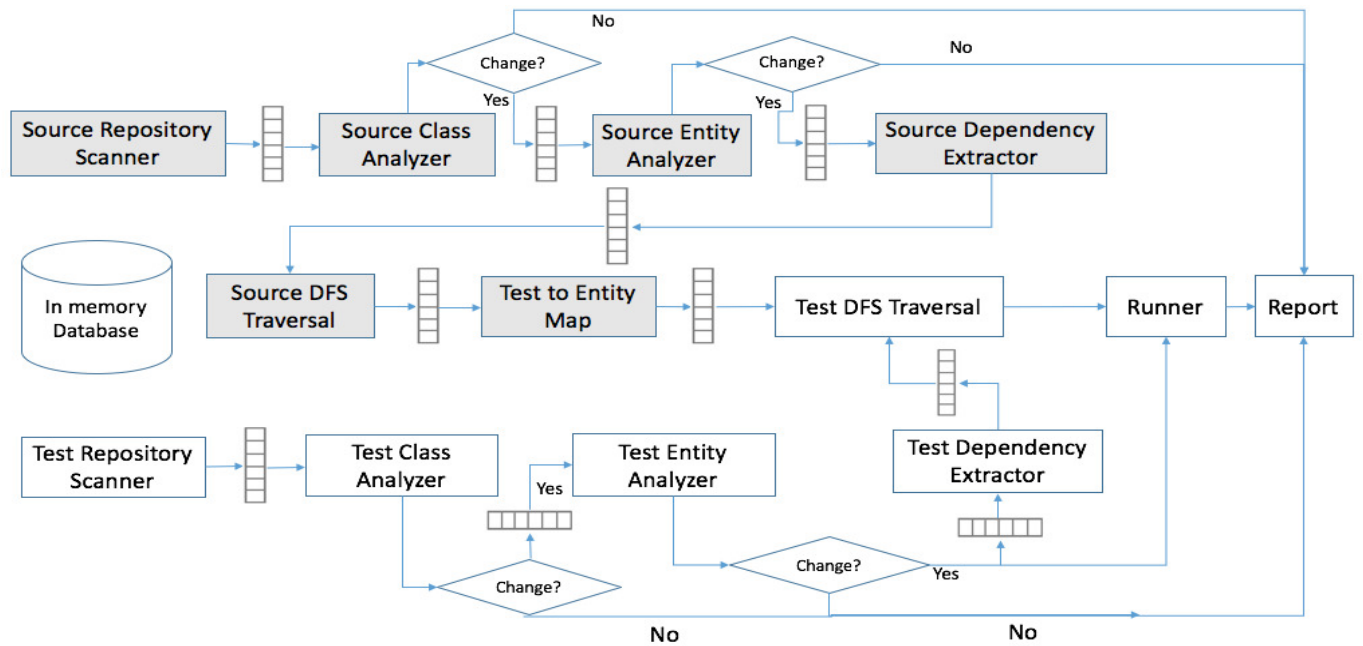 No
Change?
Yes
Change?
No
Yes
Source Repository
Scanner
Source Class
Analyzer
Source Entity
Analyzer
Source Dependency
Extractor
In memory
Database
Source DFS
Traversal
Test to Entity
Map
Test DFS Traversal
Runner
Report
Test Repository
Scanner
Test Class
Analyzer
Yes
Test Entity
Analyzer
Test Dependency
Extractor
Change?
Change?
Yes
No
No